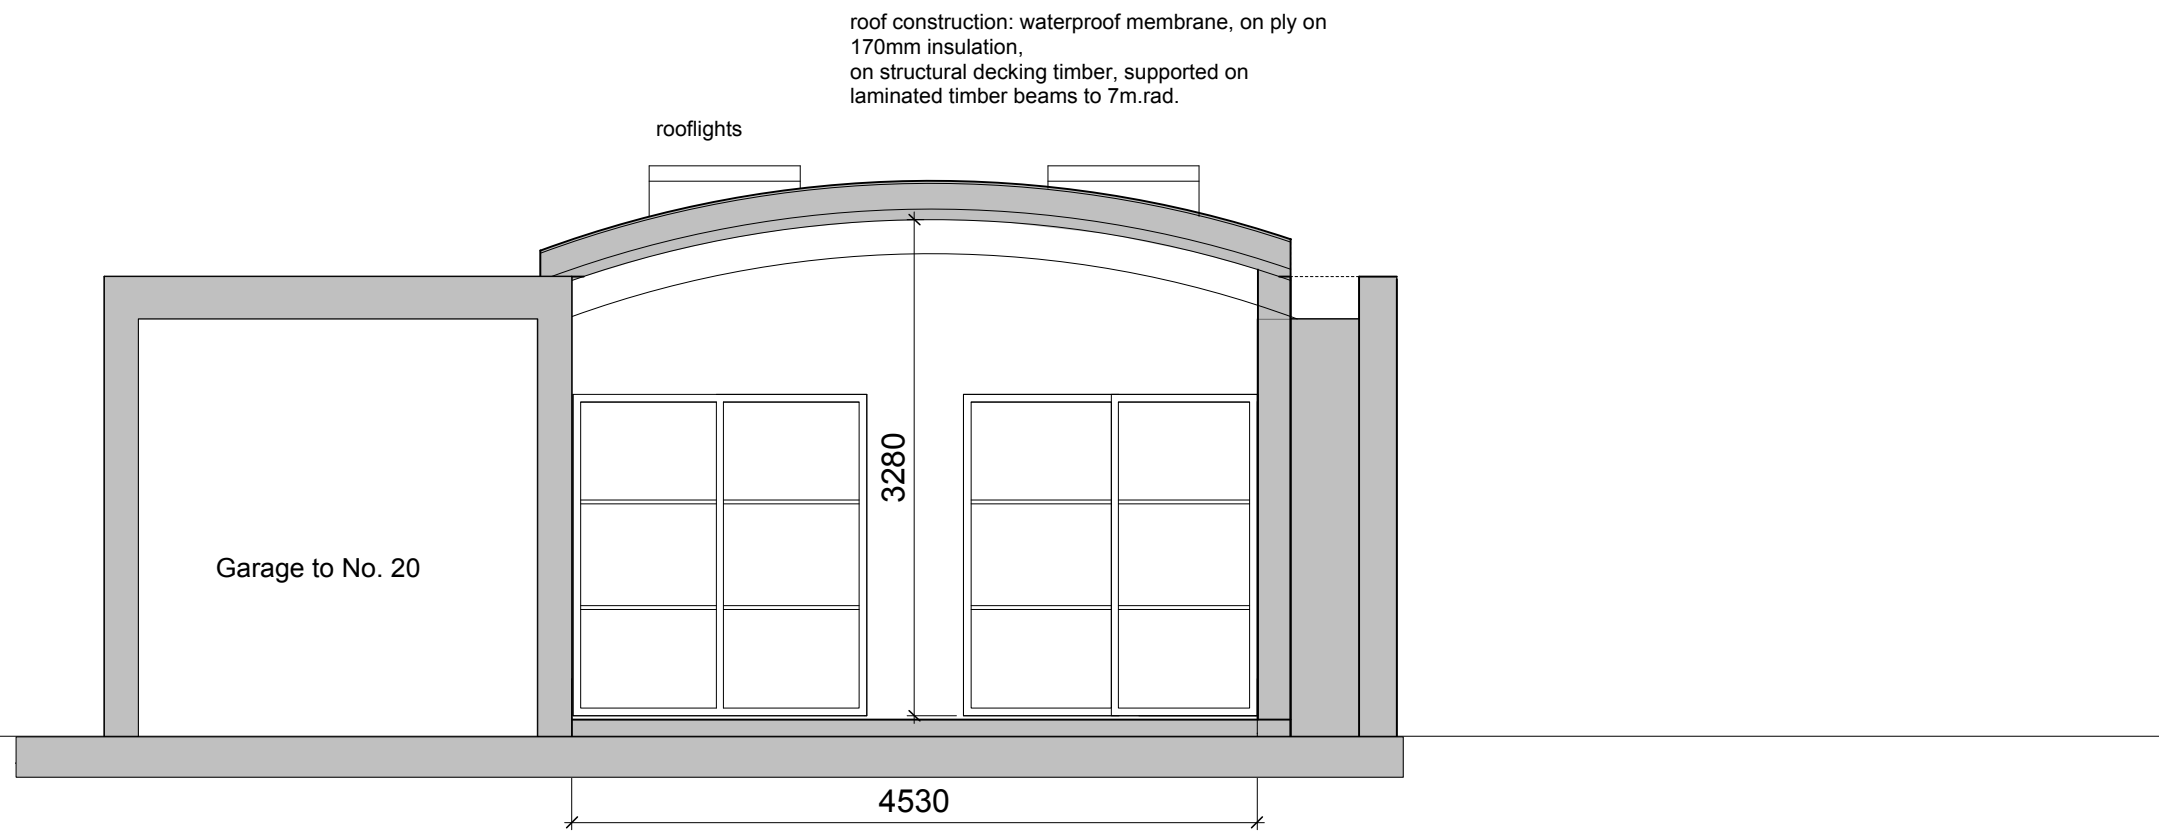 roof construction: waterproof membrane, on ply on
170mm insulation,
on structural decking timber, supported on
laminated timber beams to 7m.rad.
rooflights
3280
Garage to No. 20
4530